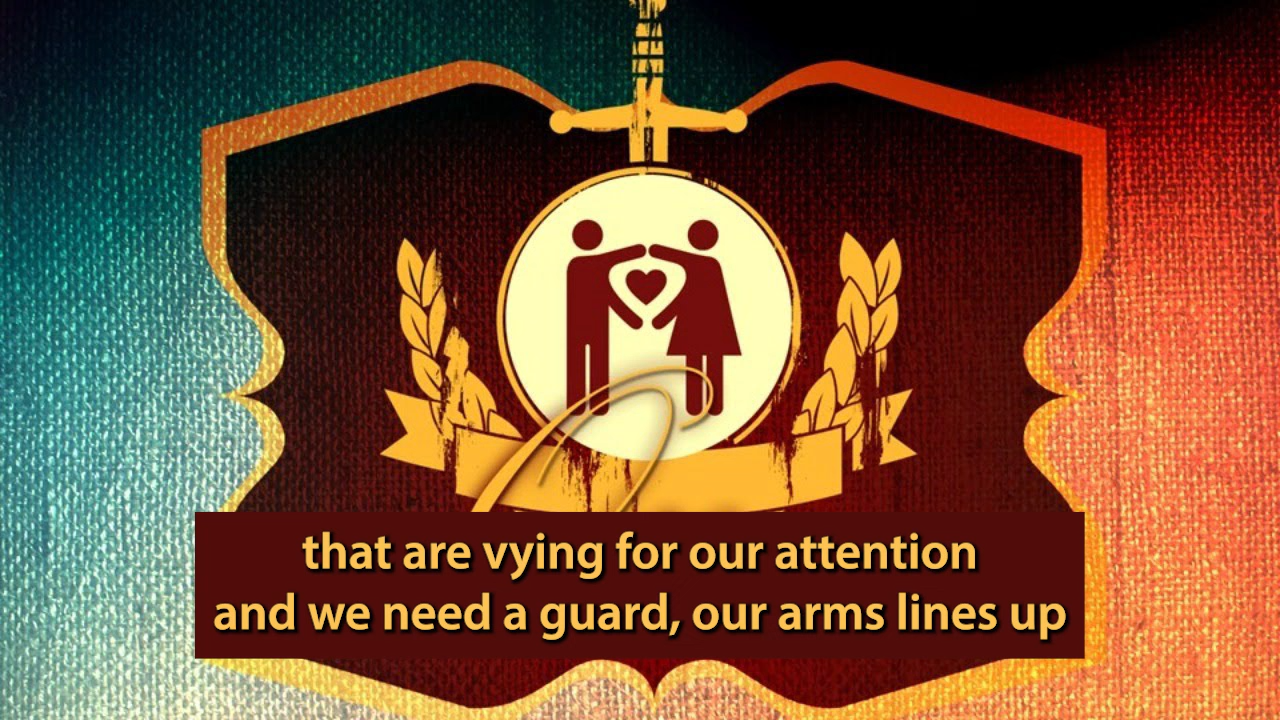 that are vying for our attention
and we need a guard, our arms lines up